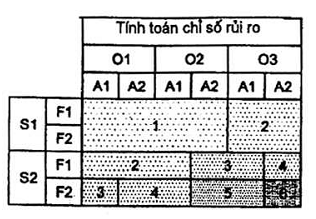 Tính toán chỉ số rủi ro
O1 O2 O3
A1 A2 A1 A2 A1 A2
S1 F1 1 2
F2
S2 F1 2 3 4
F2 3 4 5 6